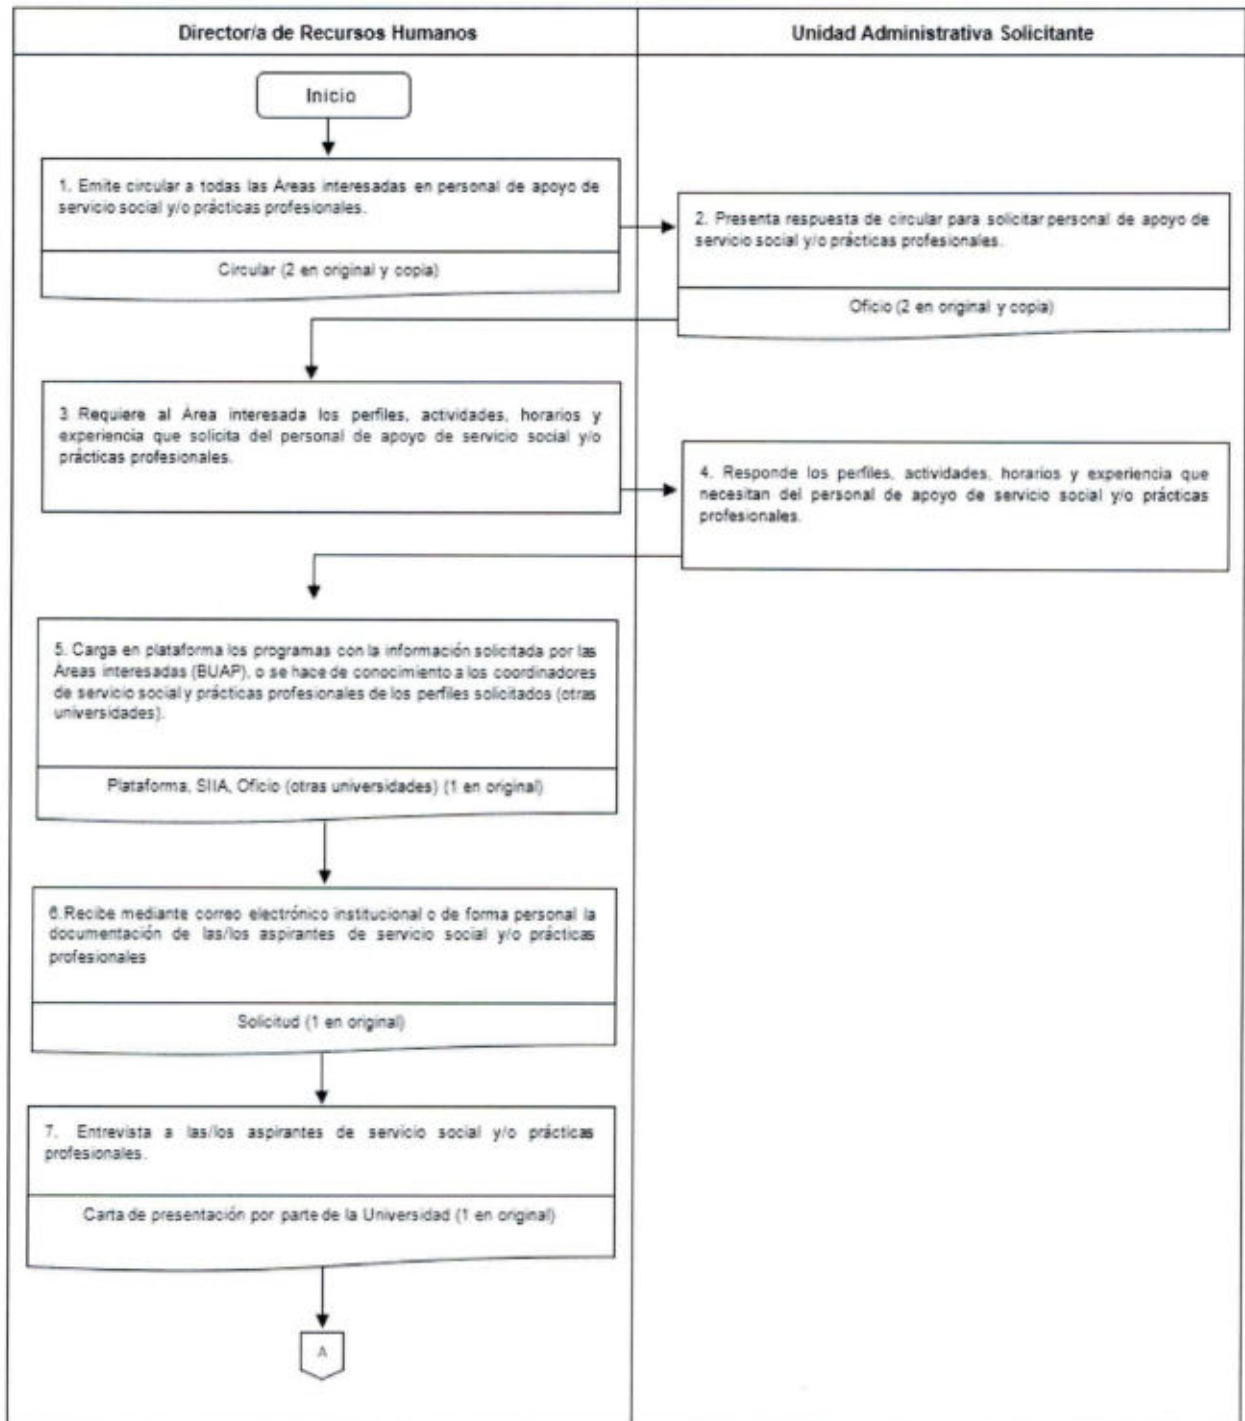 Director/a de Recursos Humanos
Unidad Administrativa Solicitante
Inicio
1. Emite circular a todas las Áreas interesadas en personal de apoyo de
servicio social y/o prácticas profesionales.
Circular (2 en original y copia)
2. Presenta respuesta de circular para solicitar personal de apoyo de
servicio social y/o prácticas profesionales.
Oficio (2 en original y copia)
3 Requiere al Área interesada los perfiles, actividades, horarios y
experiencia que solicita del personal de apoyo de servicio social y/o
prácticas profesionales.
4. Responde los perfiles, actividades, horarios y experiencia que
necesitan del personal de apoyo de servicio social y/o prácticas
profesionales.
5. Carga en plataforma los programas con la información solicitada por las
Áreas interesadas (BUAP), o se hace de conocimiento a los coordinadores
de servicio social y prácticas profesionales de los perfiles solicitados (otras
universidades).
Plataforma, SIIA, Oficio (otras universidades) (1 en original)
6.Recibe mediante correo electrónico institucional o de forma personal la
documentación de las/los aspirantes de servicio social y/o prácticas
profesionales
Solicitud (1 en original)
7. Entrevista a las/los aspirantes de servicio social y/o prácticas
profesionales.
Carta de presentación por parte de la Universidad (1 en original)
A